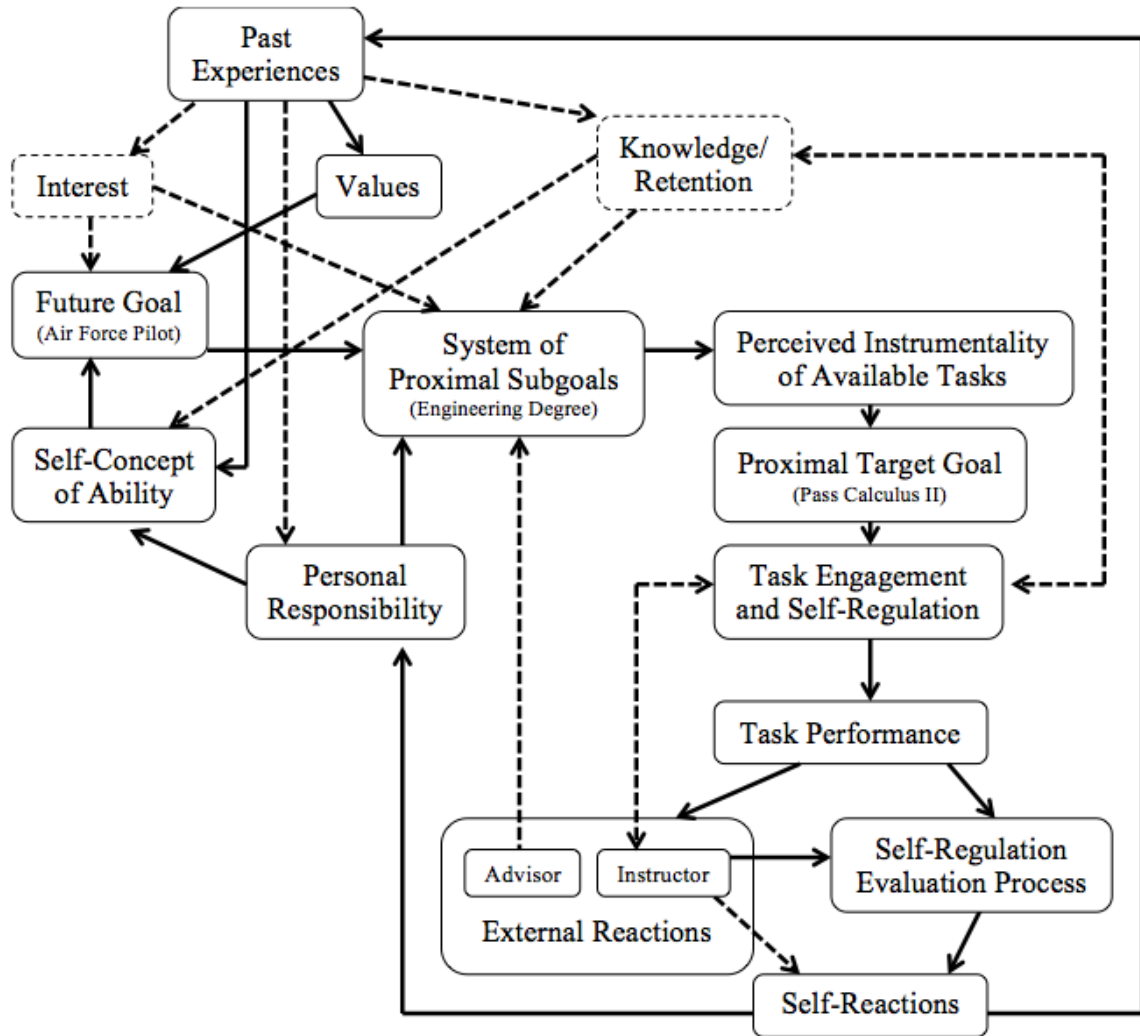 Past
Experiences
Interest
Values
Knowledge/
Retention
Future Goal
(Air Force Pilot)
System of
Proximal Subgoals
(Engineering Degree)
Perceived Instrumentality
of Available Tasks
Self-Concept
of Ability
Proximal Target Goal
(Pass Calculus II)
Personal
Responsibility
Task Engagement
and Self-Regulation
Task Performance
Advisor
Instructor
External Reactions
Self-Regulation
Evaluation Process
Self-Reactions